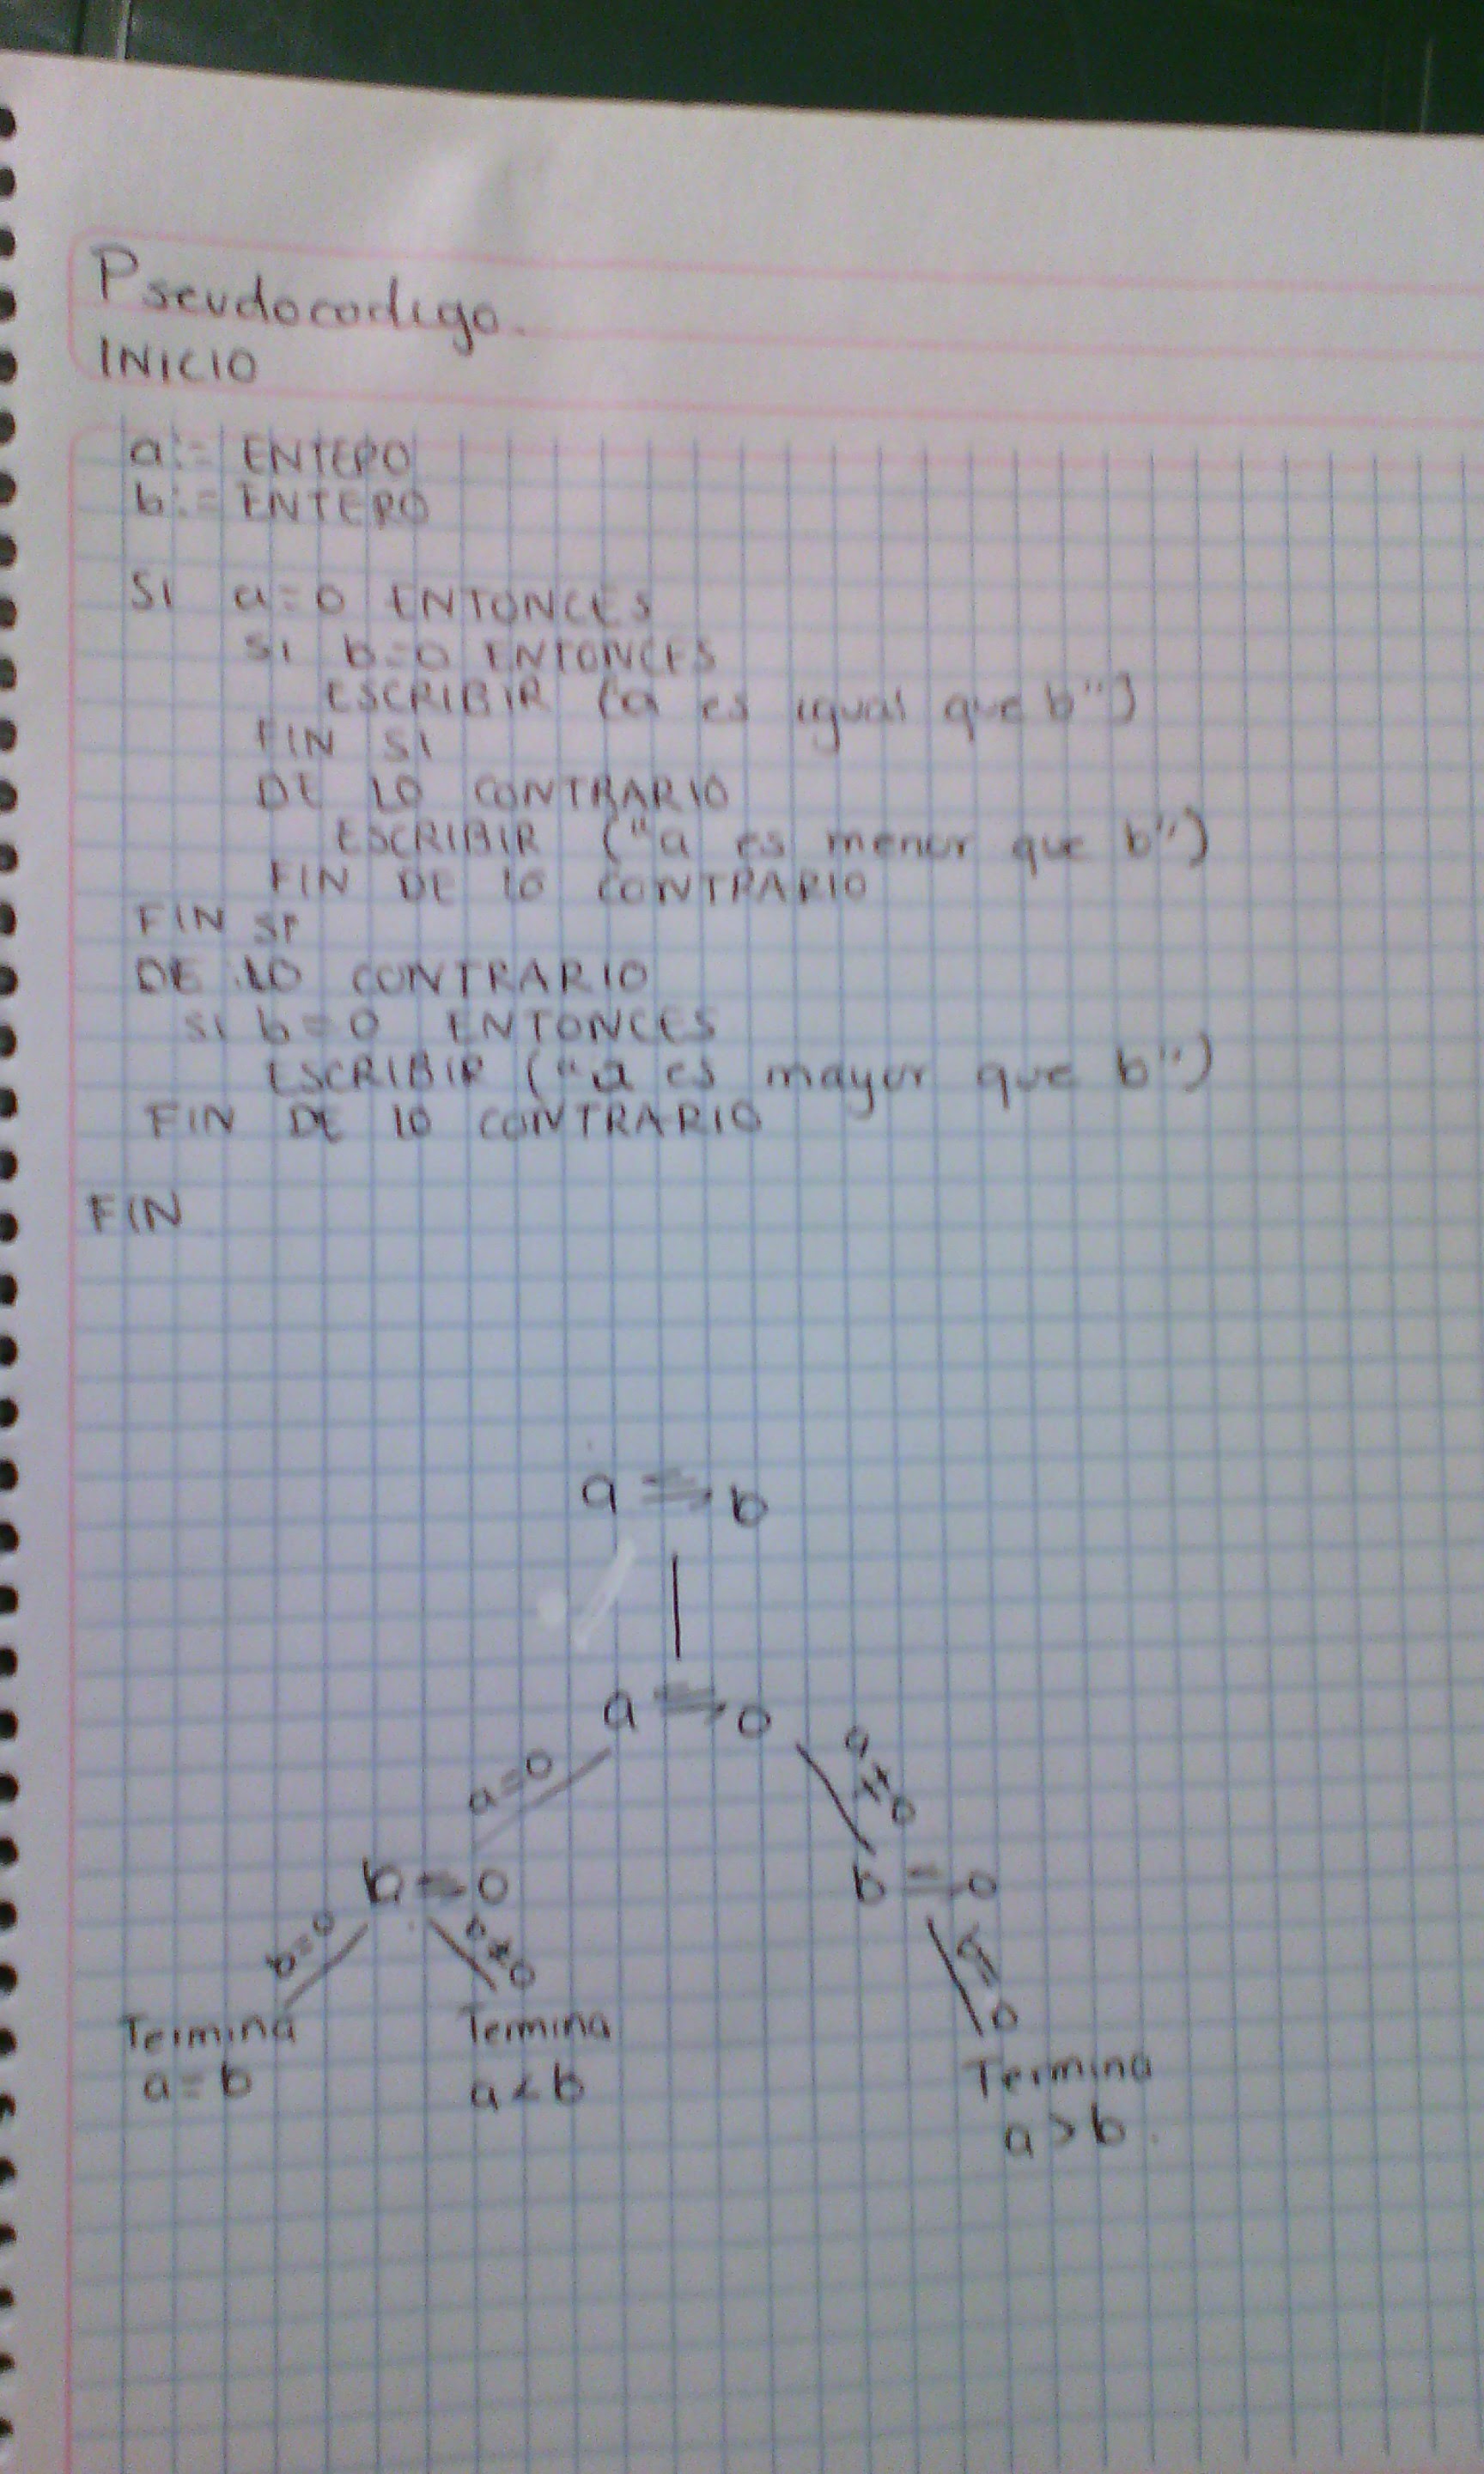 Pseudocodigo.
INICIO
a:= ENTERO
b:= ENTERO
SI a=0 ENTONCES
SI b=0 ENTONCES
ESCRIBIR ("a es igual que b")
FIN SI
DE LO CONTRARIO
ESCRIBIR ("a es menor que b")
FIN DE LO CONTRARIO
FIN SI
DE LO CONTRARIO
SI b=0 ENTONCES
ESCRIBIR ("a es mayor que b")
FIN DE LO CONTRARIO
FIN
a b
a 0
a=0 a≠0
b 0 b 0
b=0 ≠0 b=0
Termina Termina Termina
a=b a<b a>b.